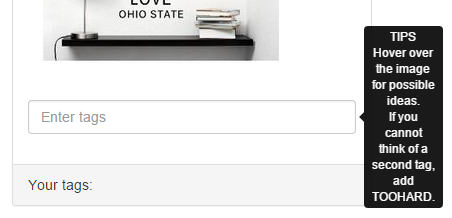 LOVE
OHIO STATE
TIPS
Hover over
the image
for possible
ideas.
If you
cannot
think of a
second tag,
add
TOOHARD.
Enter tags
Your tags: